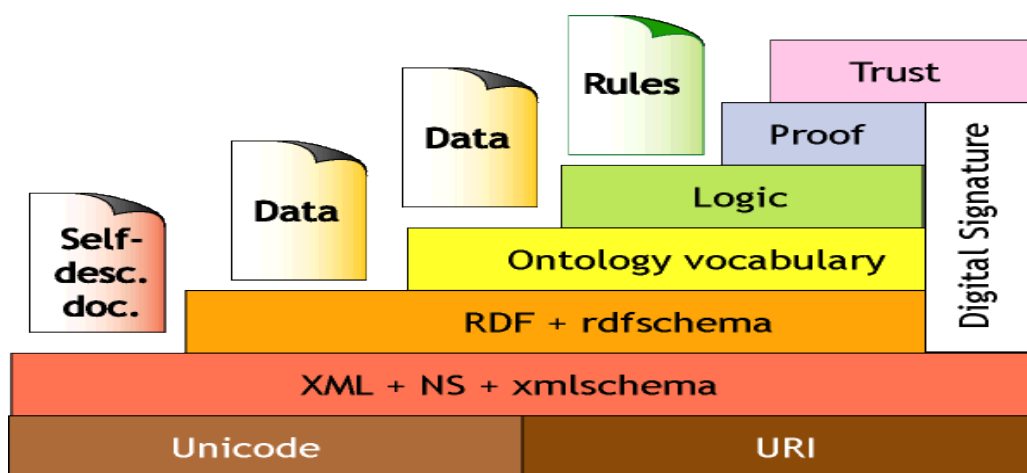 Rules
Trust
Data
Proof
Data
Logic
Self-
desc.
doc.
Ontology vocabulary
Digital Signature
RDF + rdfschema
XML + NS + xmlschema
Unicode
URI